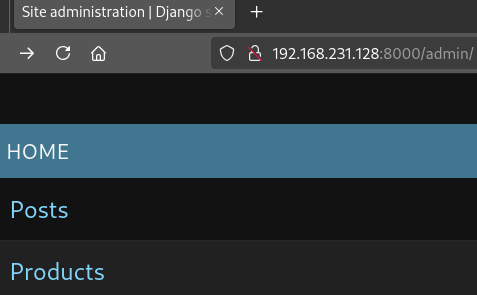 Site administration | Django s
192.168.231.128:8000/admin/
HOME
Posts
Products